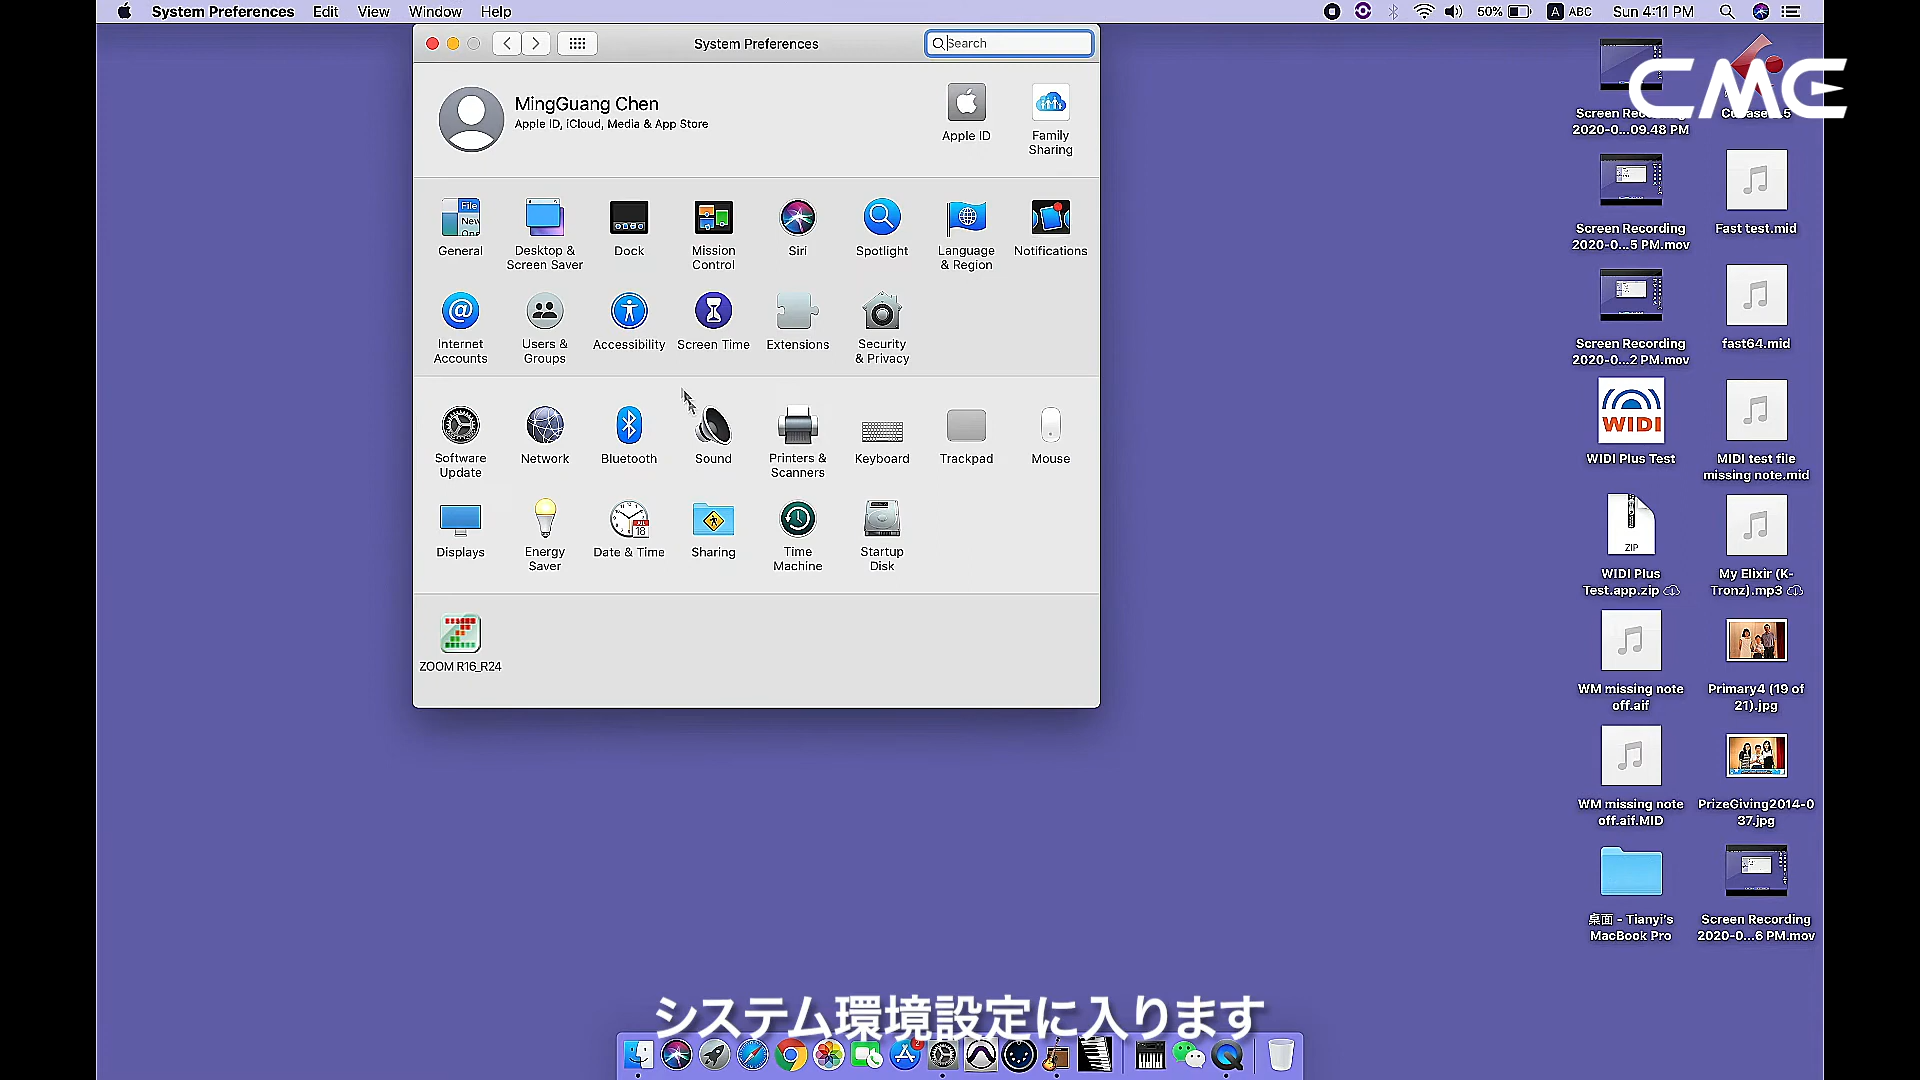 System Preferences Edit View Window Help
50% A ABC Sun 4:11 PM
System Preferences
Search
MingGuang Chen
Apple ID, iCloud, Media & App Store
Apple ID
Family
Sharing
General
Desktop &
Screen Saver
Dock
Mission
Control
Siri
Spotlight
Language
& Region
Notifications
Internet
Accounts
Users &
Groups
Accessibility
Screen Time
Extensions
Security
& Privacy
Software
Update
Network
Bluetooth
Sound
Printers &
Scanners
Keyboard
Trackpad
Mouse
Displays
Energy
Saver
Date & Time
Sharing
Time
Machine
Startup
Disk
ZOOM R16_R24
CME
Screen
2020-0...09.48 PM
Screen Recording
2020-0...5 PM.mov
Fast test.mid
Screen Recording
2020-0...2 PM.mov
fast64.mid
WIDI
WIDI Plus Test
MIDI test file
missing note.mid
ZIP
WIDI Plus
Test.app.zip
My Elixir (K-
Tronz).mp3
WM missing note
off.aif
Primary4 (19 of
21).jpg
WM missing note
off.aif.MID
PrizeGiving2014-0
37.jpg
桌面 - Tianyi's
MacBook Pro
Screen Recording
2020-0...6 PM.mov
システム環境設定に入ります